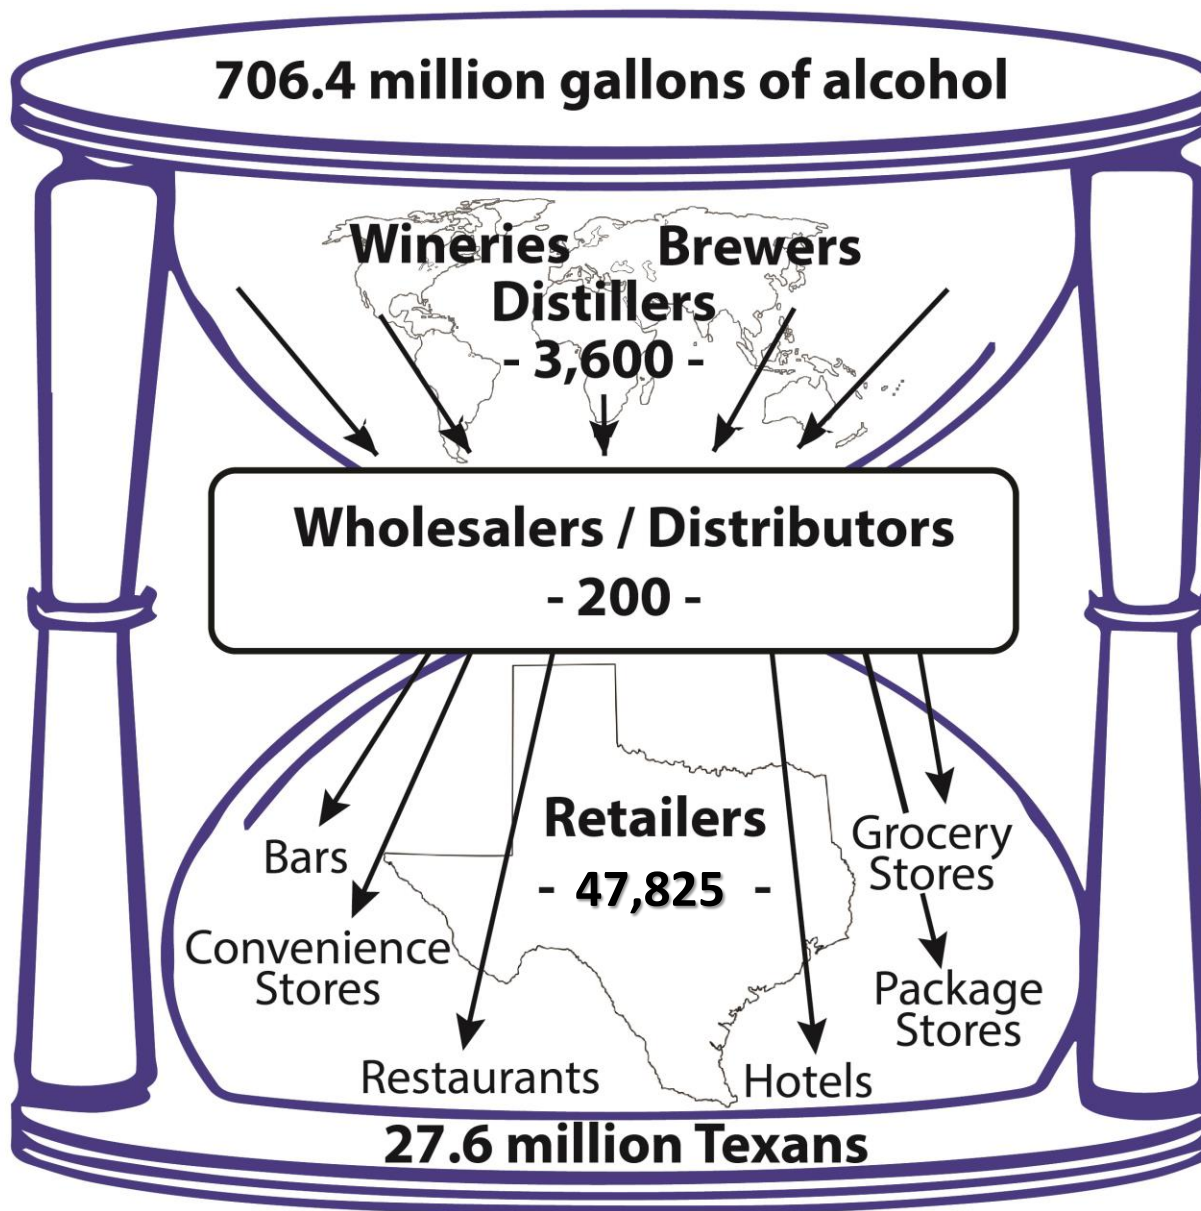 706.4 million gallons of alcohol
Wineries
Brewers
Distillers
- 3,600 -
Wholesalers / Distributors
- 200 -
Retailers
- 47,825 -
Bars
Grocery
Stores
Convenience
Stores
Package
Stores
Restaurants
Hotels
27.6 million Texans